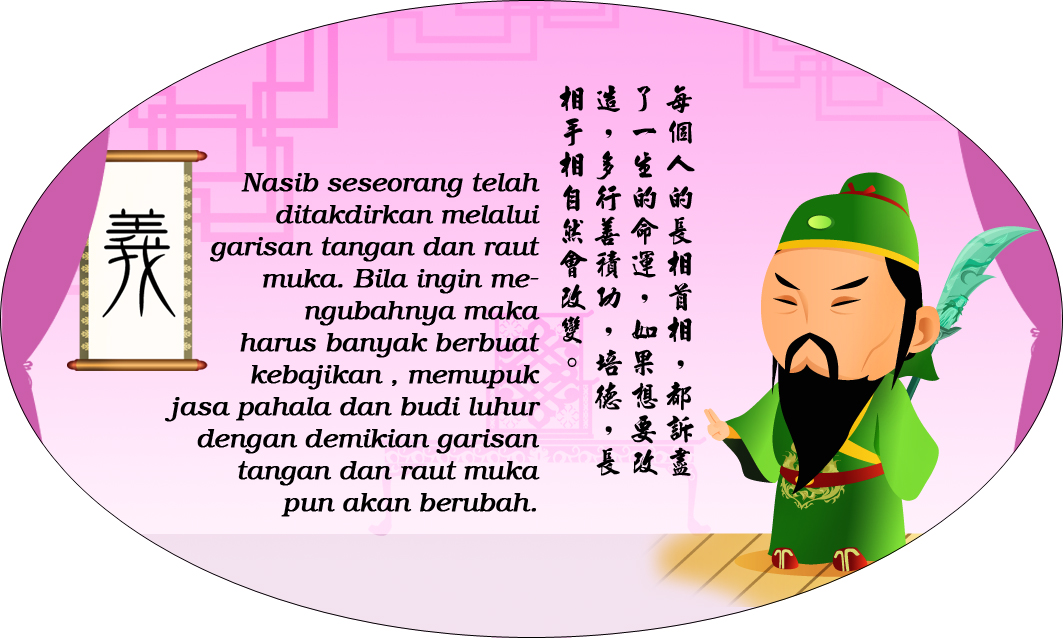 義
Nasib seseorang telah
ditakdirkan melalui
garisan tangan dan raut
muka. Bila ingin me-
ngubahnya maka
harus banyak berbuat
kebajikan , memupuk
jasa pahala dan budi luhur
dengan demikian garisan
tangan dan raut muka
pun akan berubah.
每個人的長相首相，都訴盡
了一生的命運，如果想要改
造，多行善積功，培德，長
相手相自然會改變。